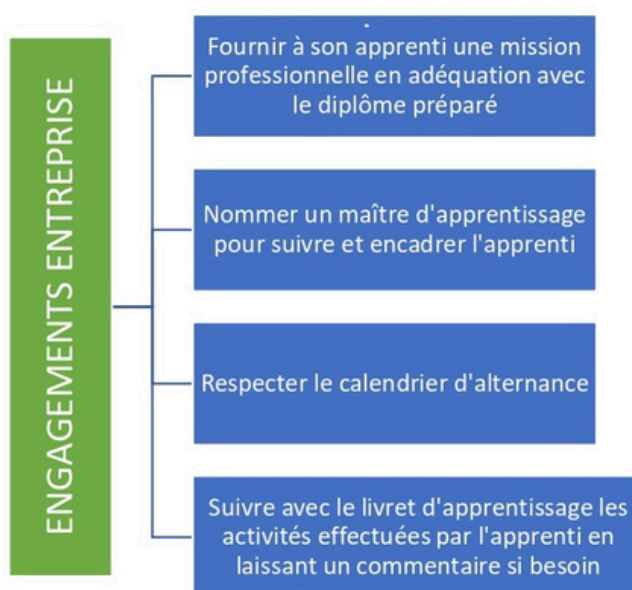 ENGAGEMENTS ENTREPRISE
Fournir à son apprenti une mission
professionnelle en adéquation avec
le diplôme préparé
Nommer un maître d'apprentissage
pour suivre et encadrer l'apprenti
Respecter le calendrier d'alternance
Suivre avec le livret d'apprentissage les
activités effectuées par l'apprenti en
laissant un commentaire si besoin